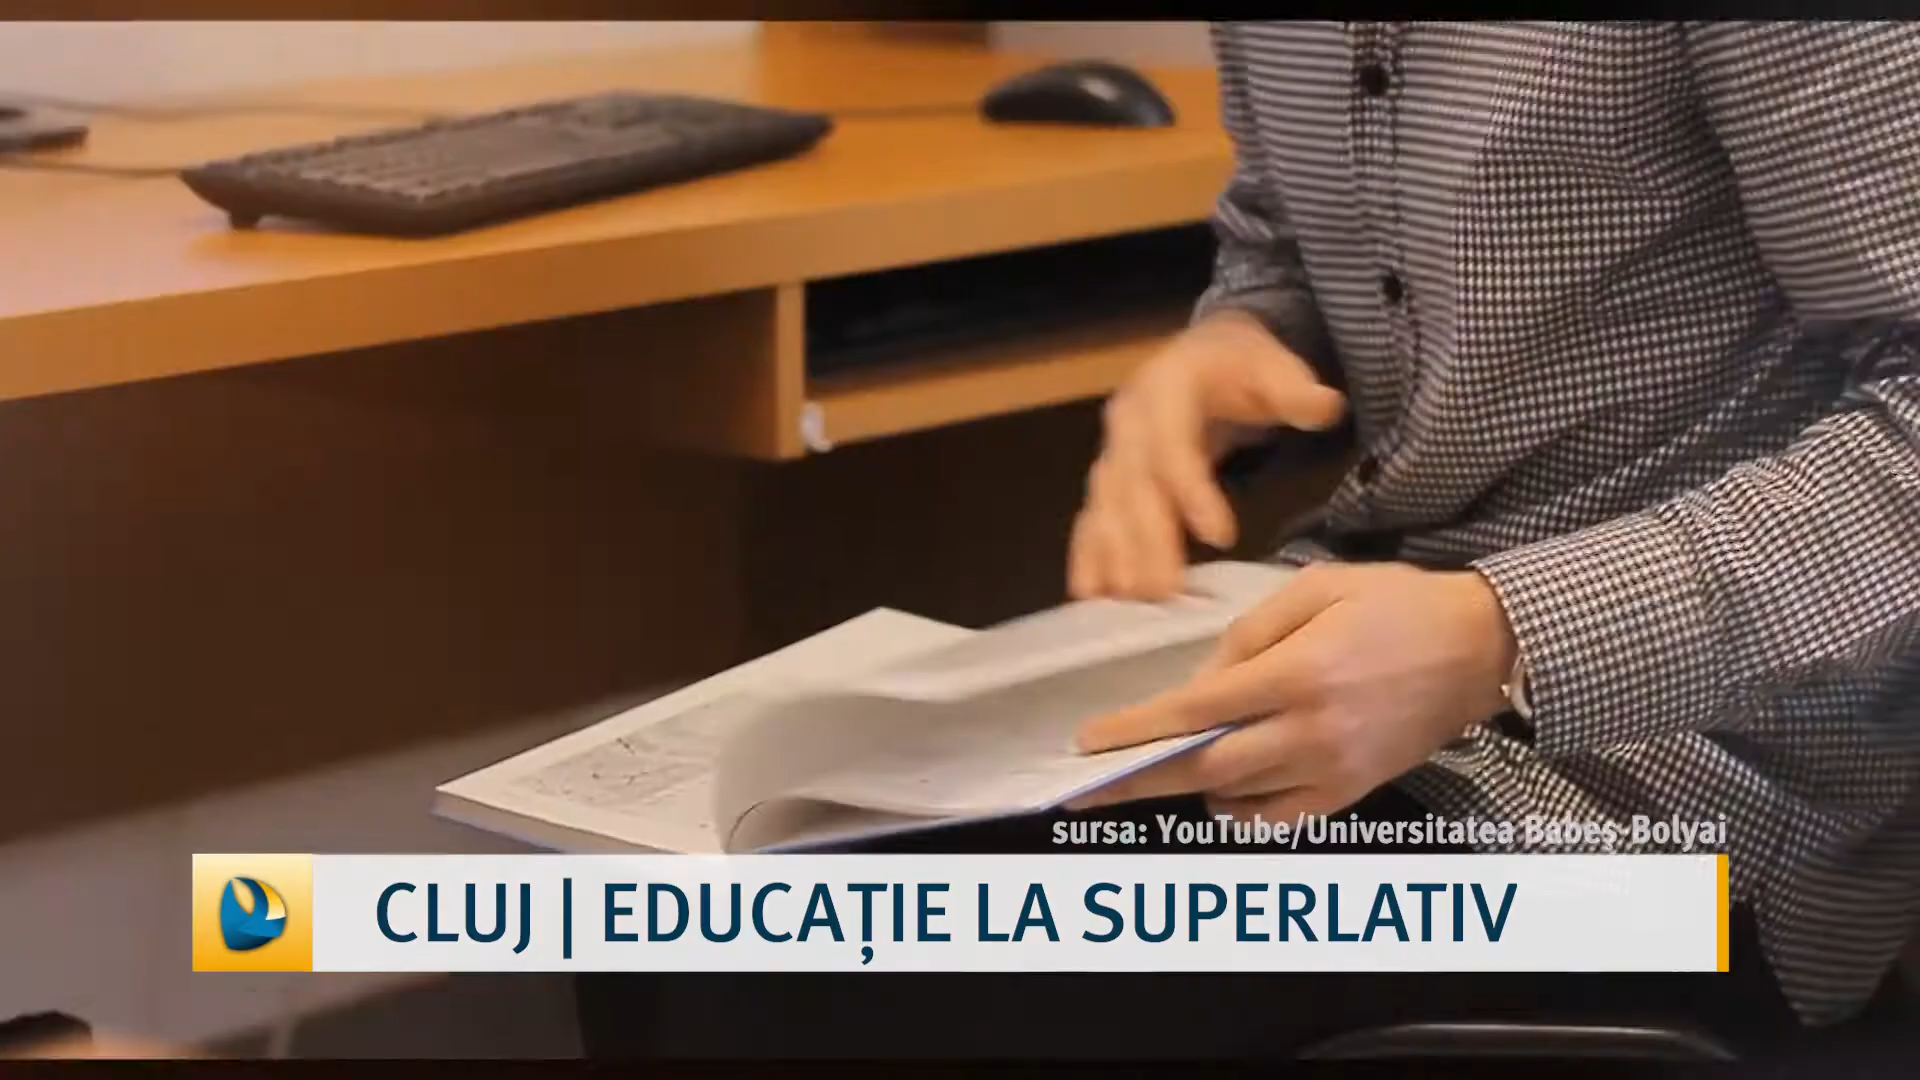 sursa: YouTube/Universitatea Babeș-Bolyai
CLUJ | EDUCAȚIE LA SUPERLATIV